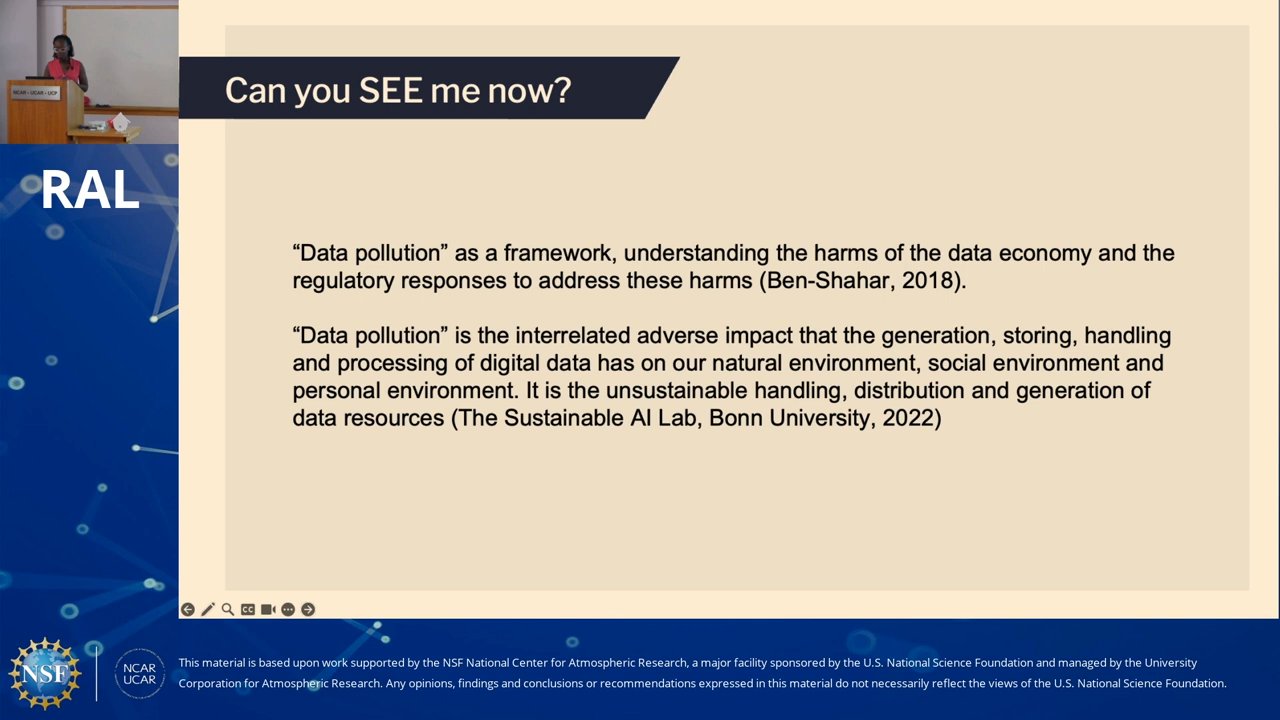 NCAR - UCAR - UCP
RAL
Can you SEE me now?
“Data pollution” as a framework, understanding the harms of the data economy and the
regulatory responses to address these harms (Ben-Shahar, 2018).
“Data pollution” is the interrelated adverse impact that the generation, storing, handling
and processing of digital data has on our natural environment, social environment and
personal environment. It is the unsustainable handling, distribution and generation of
data resources (The Sustainable AI Lab, Bonn University, 2022)
CC
NSF
NCAR
UCAR
This material is based upon work supported by the NSF National Center for Atmospheric Research, a major facility sponsored by the U.S. National Science Foundation and managed by the University
Corporation for Atmospheric Research. Any opinions, findings and conclusions or recommendations expressed in this material do not necessarily reflect the views of the U.S. National Science Foundation.